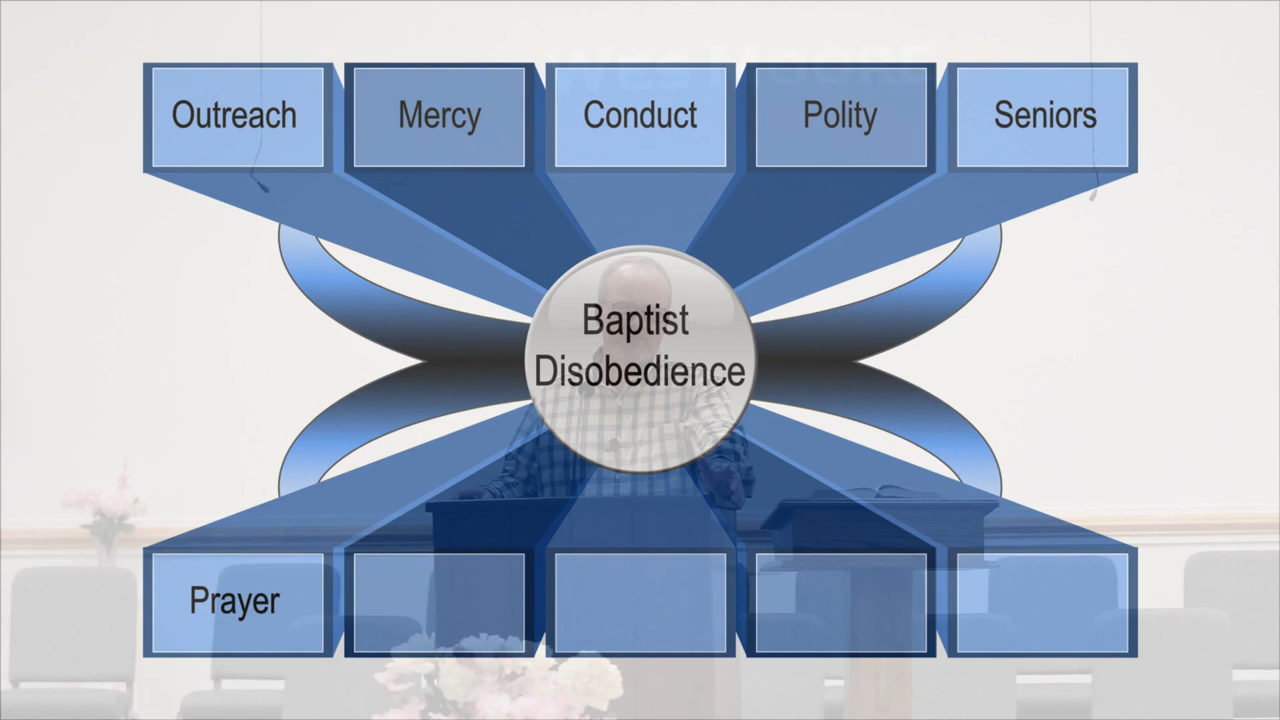 Outreach
Mercy
Conduct
Polity
Seniors
Baptist
Disobedience
Prayer